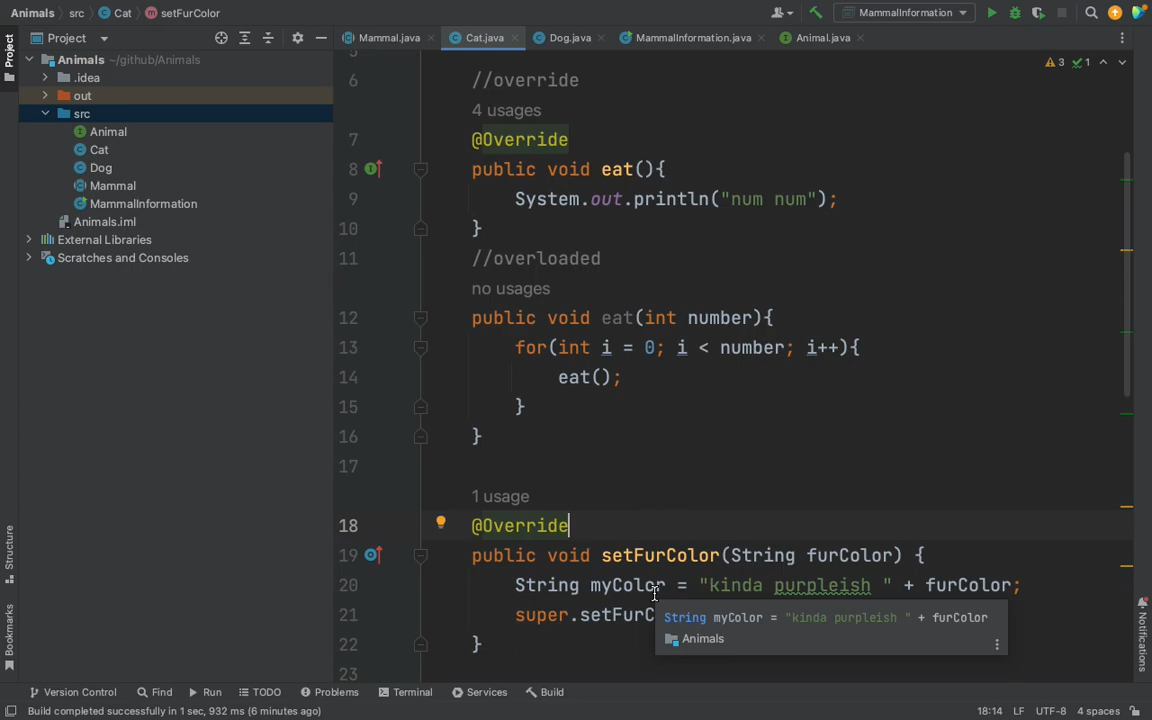 Animals src Cat setFurColor MammalInformation
Project Mammal.java Cat.java Dog.java MammalInformation.java Animal.java
Project
Animals ~/github/Animals
.idea
out
src
Animal
Cat
Dog
Mammal
MammalInformation
Animals.iml
External Libraries
Scratches and Consoles
3 1
6 //override
4 usages
7 @Override
8 public void eat(){
9 System.out.println("num num");
10 }
11 //overloaded
no usages
12 public void eat(int number){
13 for(int i = 0; i < number; i++){
14 eat();
15 }
16 }
17
1 usage
18 @Override
19 public void setFurColor(String furColor) {
20 String myColor = "kinda purpleish " + furColor;
21 super.setFurC
String myColor = "kinda purpleish " + furColor
Animals
22 }
23
Structure
Bookmarks
Notifications
Version Control Find Run TODO Problems Terminal Services Build
Build completed successfully in 1 sec, 932 ms (6 minutes ago) 18:14 LF UTF-8 4 spaces